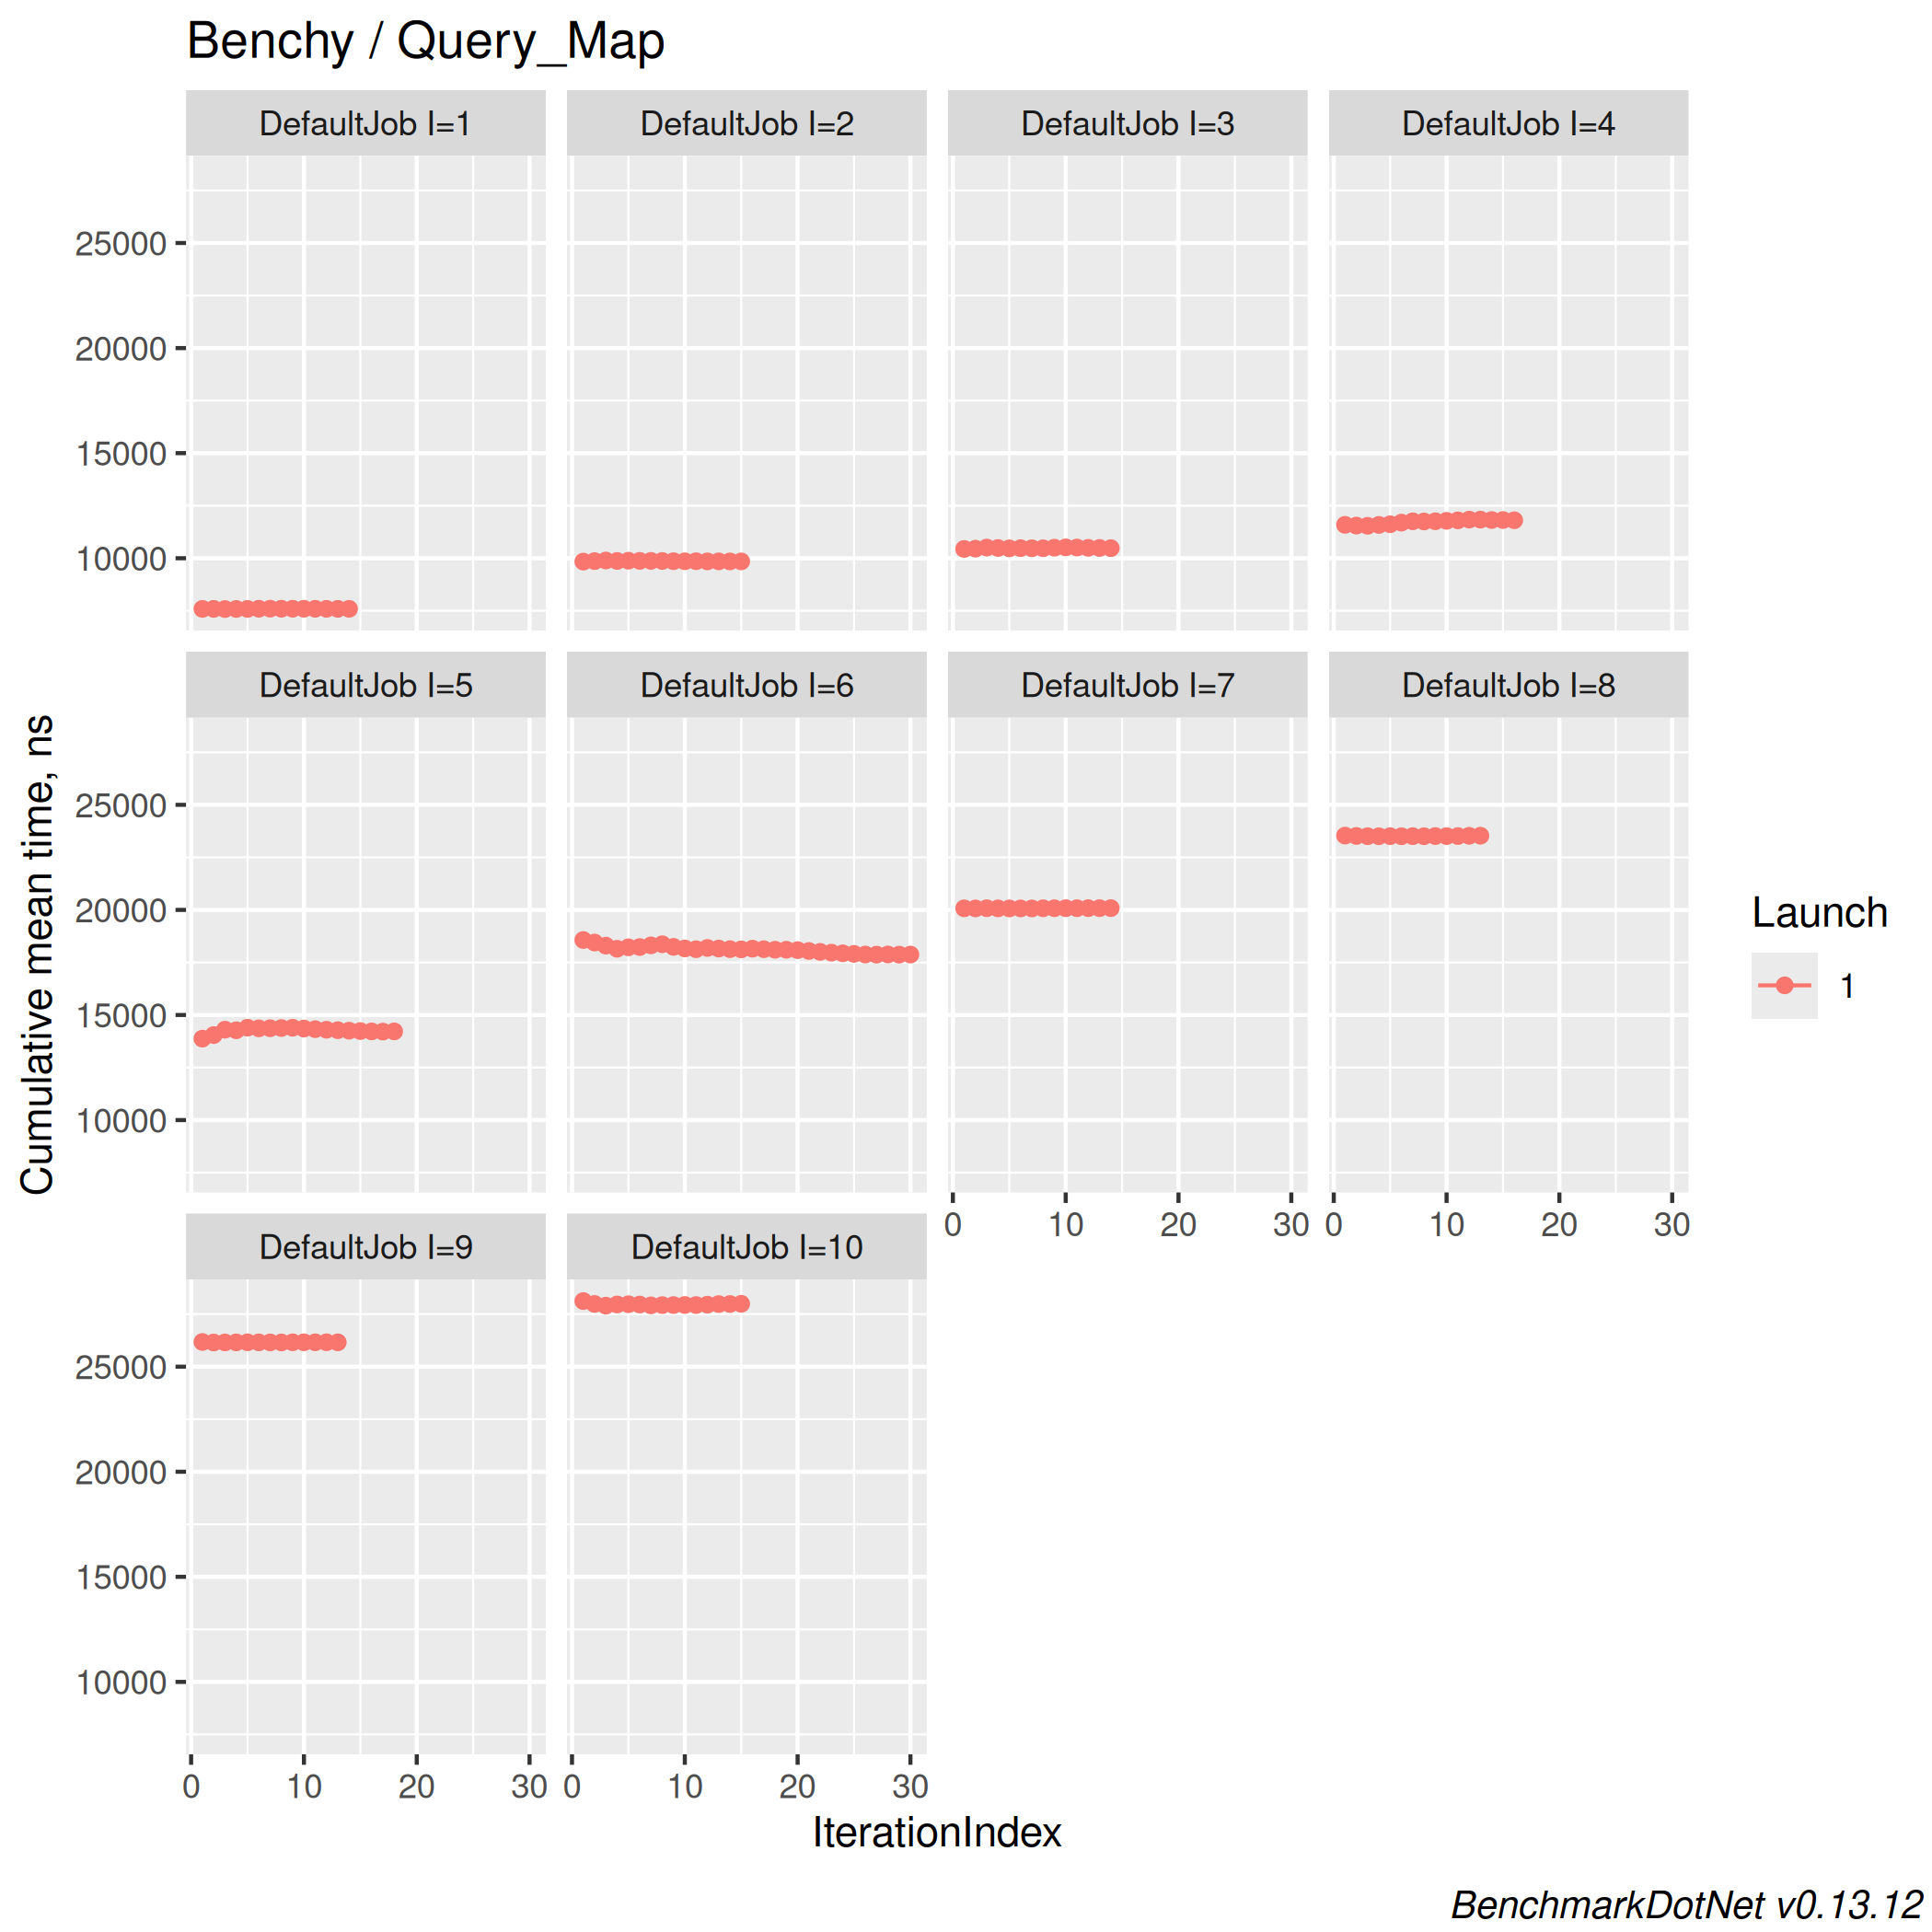 Benchy / Query_Map
DefaultJob I=1
DefaultJob I=2
DefaultJob I=3
DefaultJob I=4
25000
20000
15000
10000
DefaultJob I=5
DefaultJob I=6
DefaultJob I=7
DefaultJob I=8
25000
20000
15000
10000
0 10 20 30
0 10 20 30
DefaultJob I=9
DefaultJob I=10
25000
20000
15000
10000
0 10 20 30
0 10 20 30
Cumulative mean time, ns
IterationIndex
Launch
1
BenchmarkDotNet v0.13.12